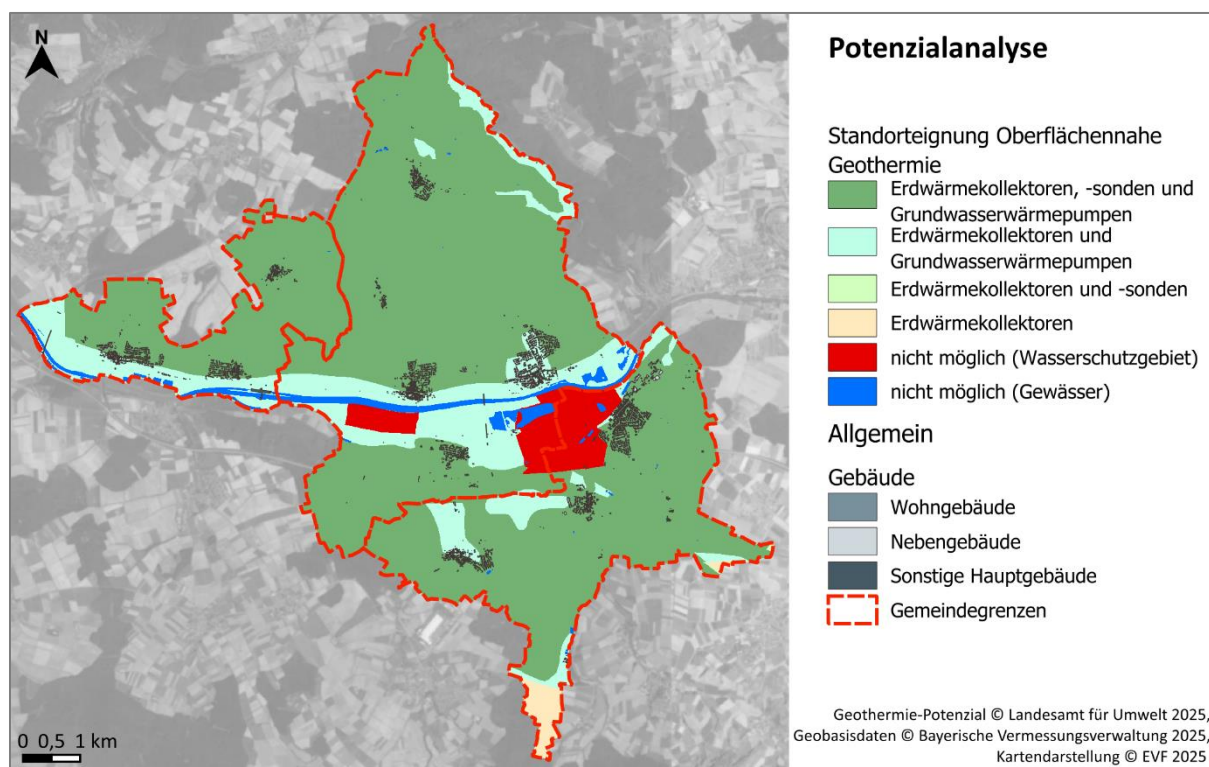 N
0 0,5 1 km
Potenzialanalyse
Standorteignung Oberflächennahe
Geothermie
Erdwärmekollektoren, -sonden und
Grundwasserwärmepumpen
Erdwärmekollektoren und
Grundwasserwärmepumpen
Erdwärmekollektoren und -sonden
Erdwärmekollektoren
nicht möglich (Wasserschutzgebiet)
nicht möglich (Gewässer)
Allgemein
Gebäude
Wohngebäude
Nebengebäude
Sonstige Hauptgebäude
Gemeindegrenzen
Geothermie-Potenzial © Landesamt für Umwelt 2025,
Geobasisdaten © Bayerische Vermessungsverwaltung 2025,
Kartendarstellung © EVF 2025